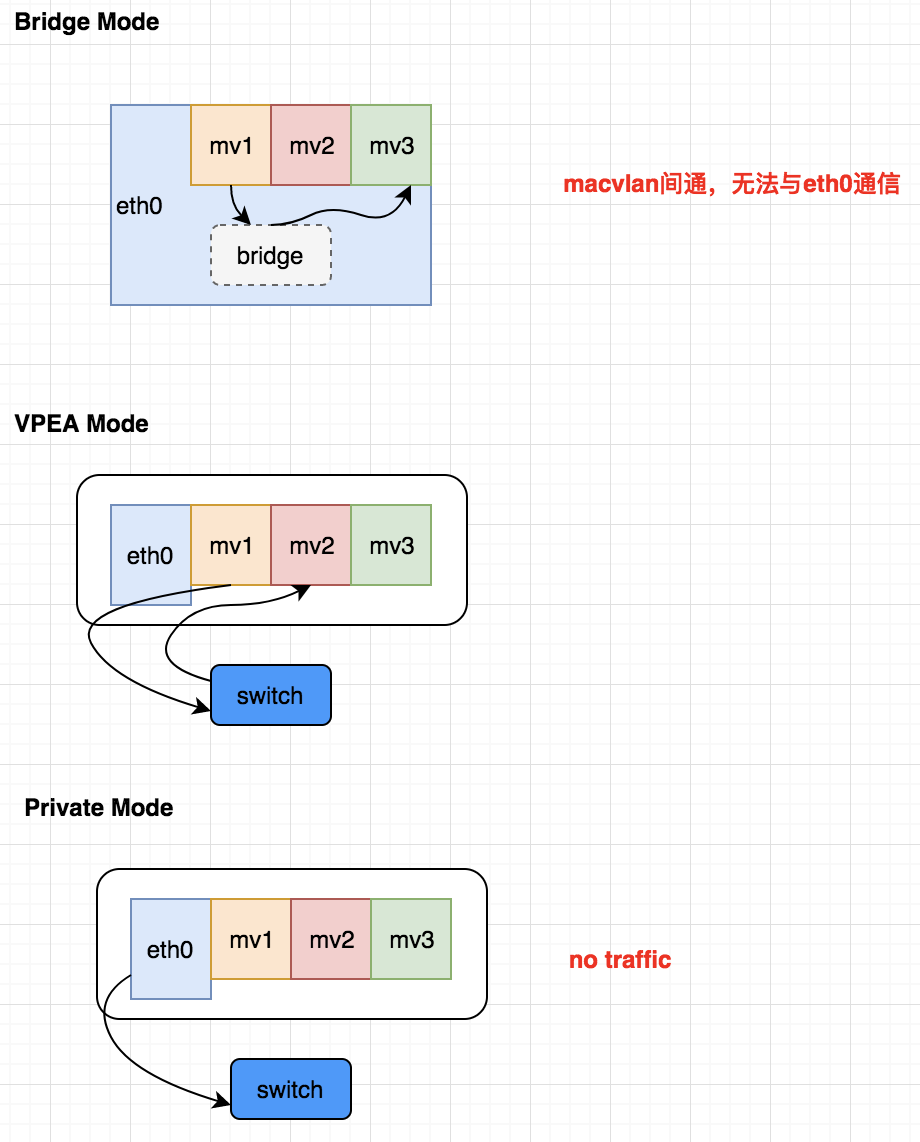 Bridge Mode
mv1 mv2 mv3
macvlan间通，无法与eth0通信
eth0
bridge
VPEA Mode
eth0 mv1 mv2 mv3
switch
Private Mode
eth0 mv1 mv2 mv3
no traffic
switch